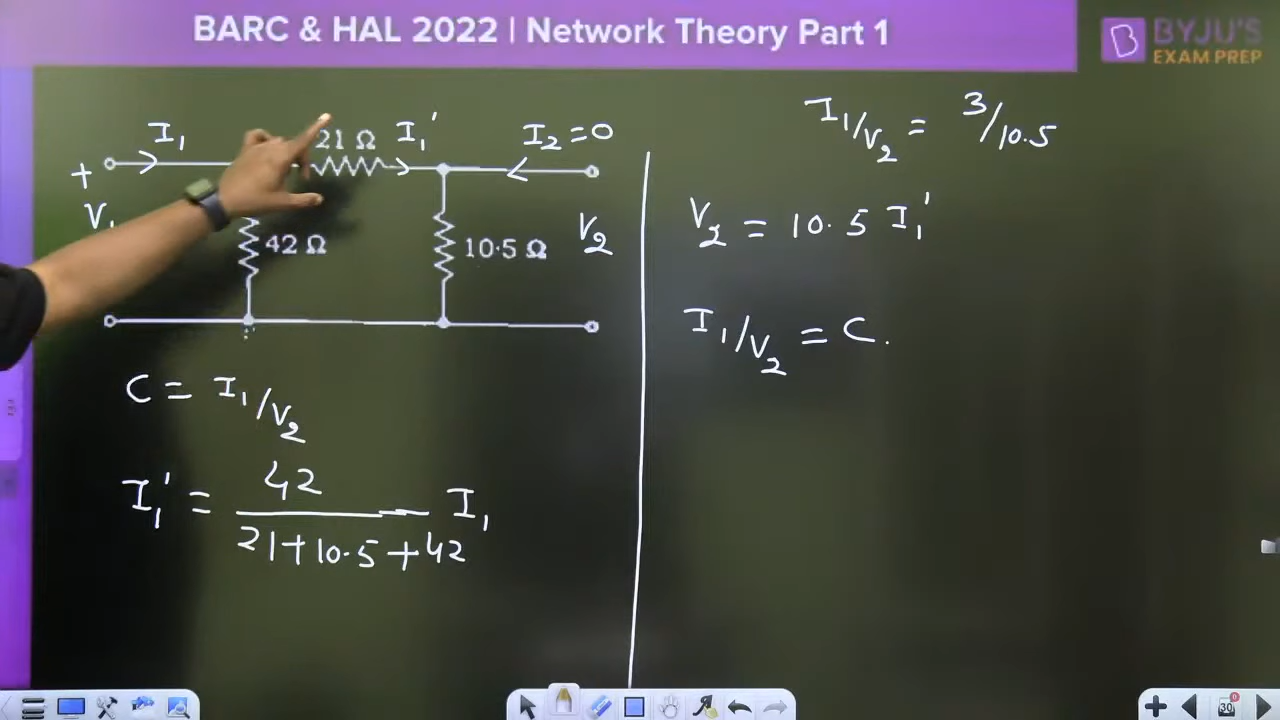 BARC & HAL 2022 | Network Theory Part 1
BYJU'S
EXAM PREP
I₁
21 Ω
I₁'
I₂=0
+
V₁
42 Ω
10·5 Ω
V₂
C = I₁/V₂
I₁' = 42 / 21+10.5+42 I₁
I₁/V₂ = 3/10.5
V₂ = 10.5 I₁'
I₁/V₂ = C.
30